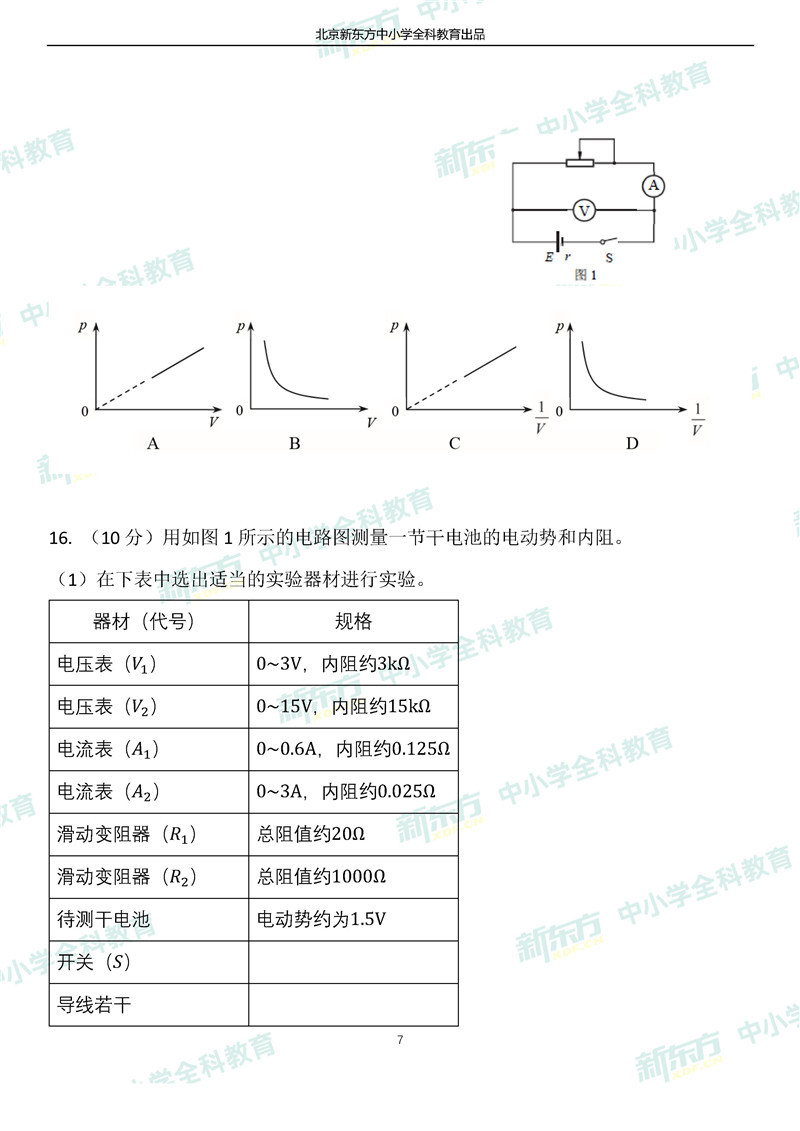 北京新东方中小学全科教育出品
A
V
E r S
图1
p
0
V
A
p
0
V
B
p
0
1/V
C
p
0
1/V
D
16. （10 分）用如图 1 所示的电路图测量一节干电池的电动势和内阻。
（1）在下表中选出适当的实验器材进行实验。
器材（代号） 规格
电压表（V₁） 0~3V，内阻约3kΩ
电压表（V₂） 0~15V，内阻约15kΩ
电流表（A₁） 0~0.6A，内阻约0.125Ω
电流表（A₂） 0~3A，内阻约0.025Ω
滑动变阻器（R₁） 总阻值约20Ω
滑动变阻器（R₂） 总阻值约1000Ω
待测干电池 电动势约为1.5V
开关（S）
导线若干
7
新东方 中小学全科教育